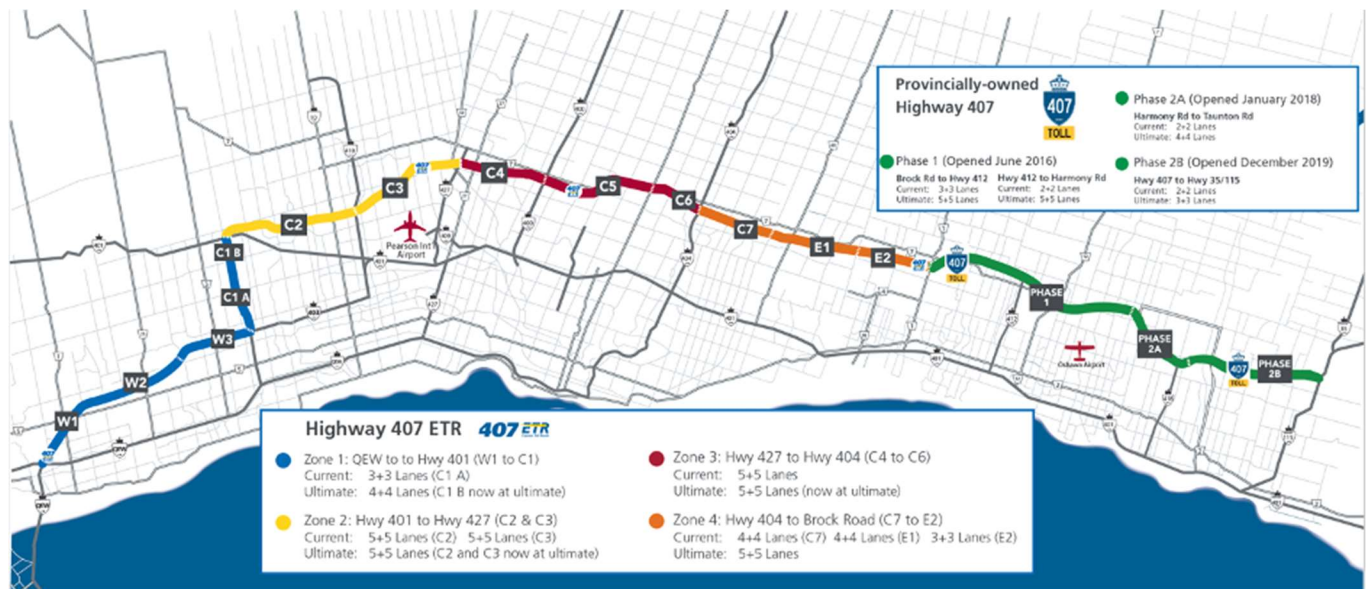 Provincially-owned
Highway 407
407
TOLL
Phase 2A (Opened January 2018)
Harmony Rd to Taunton Rd
Current: 2+2 Lanes
Ultimate: 4+4 Lanes
Phase 1 (Opened June 2016)
Brock Rd to Hwy 412
Current: 3+3 Lanes
Ultimate: 5+5 Lanes
Hwy 412 to Harmony Rd
Current: 2+2 Lanes
Ultimate: 5+5 Lanes
Phase 2B (Opened December 2019)
Hwy 407 to Hwy 35/115
Current: 2+2 Lanes
Ultimate: 3+3 Lanes
C4
C5
C3
C6
C2
C7
Pearson Int'l
Airport
E1
E2
C1 B
407
TOLL
C1 A
PHASE
1
W3
PHASE
2A
Oshawa Airport
W2
407
TOLL
PHASE
2B
W1
Highway 407 ETR 407 ETR
Zone 1: QEW to to Hwy 401 (W1 to C1)
Current: 3+3 Lanes (C1 A)
Ultimate: 4+4 Lanes (C1 B now at ultimate)
Zone 2: Hwy 401 to Hwy 427 (C2 & C3)
Current: 5+5 Lanes (C2) 5+5 Lanes (C3)
Ultimate: 5+5 Lanes (C2 and C3 now at ultimate)
Zone 3: Hwy 427 to Hwy 404 (C4 to C6)
Current: 5+5 Lanes
Ultimate: 5+5 Lanes (now at ultimate)
Zone 4: Hwy 404 to Brock Road (C7 to E2)
Current: 4+4 Lanes (C7) 4+4 Lanes (E1) 3+3 Lanes (E2)
Ultimate: 5+5 Lanes